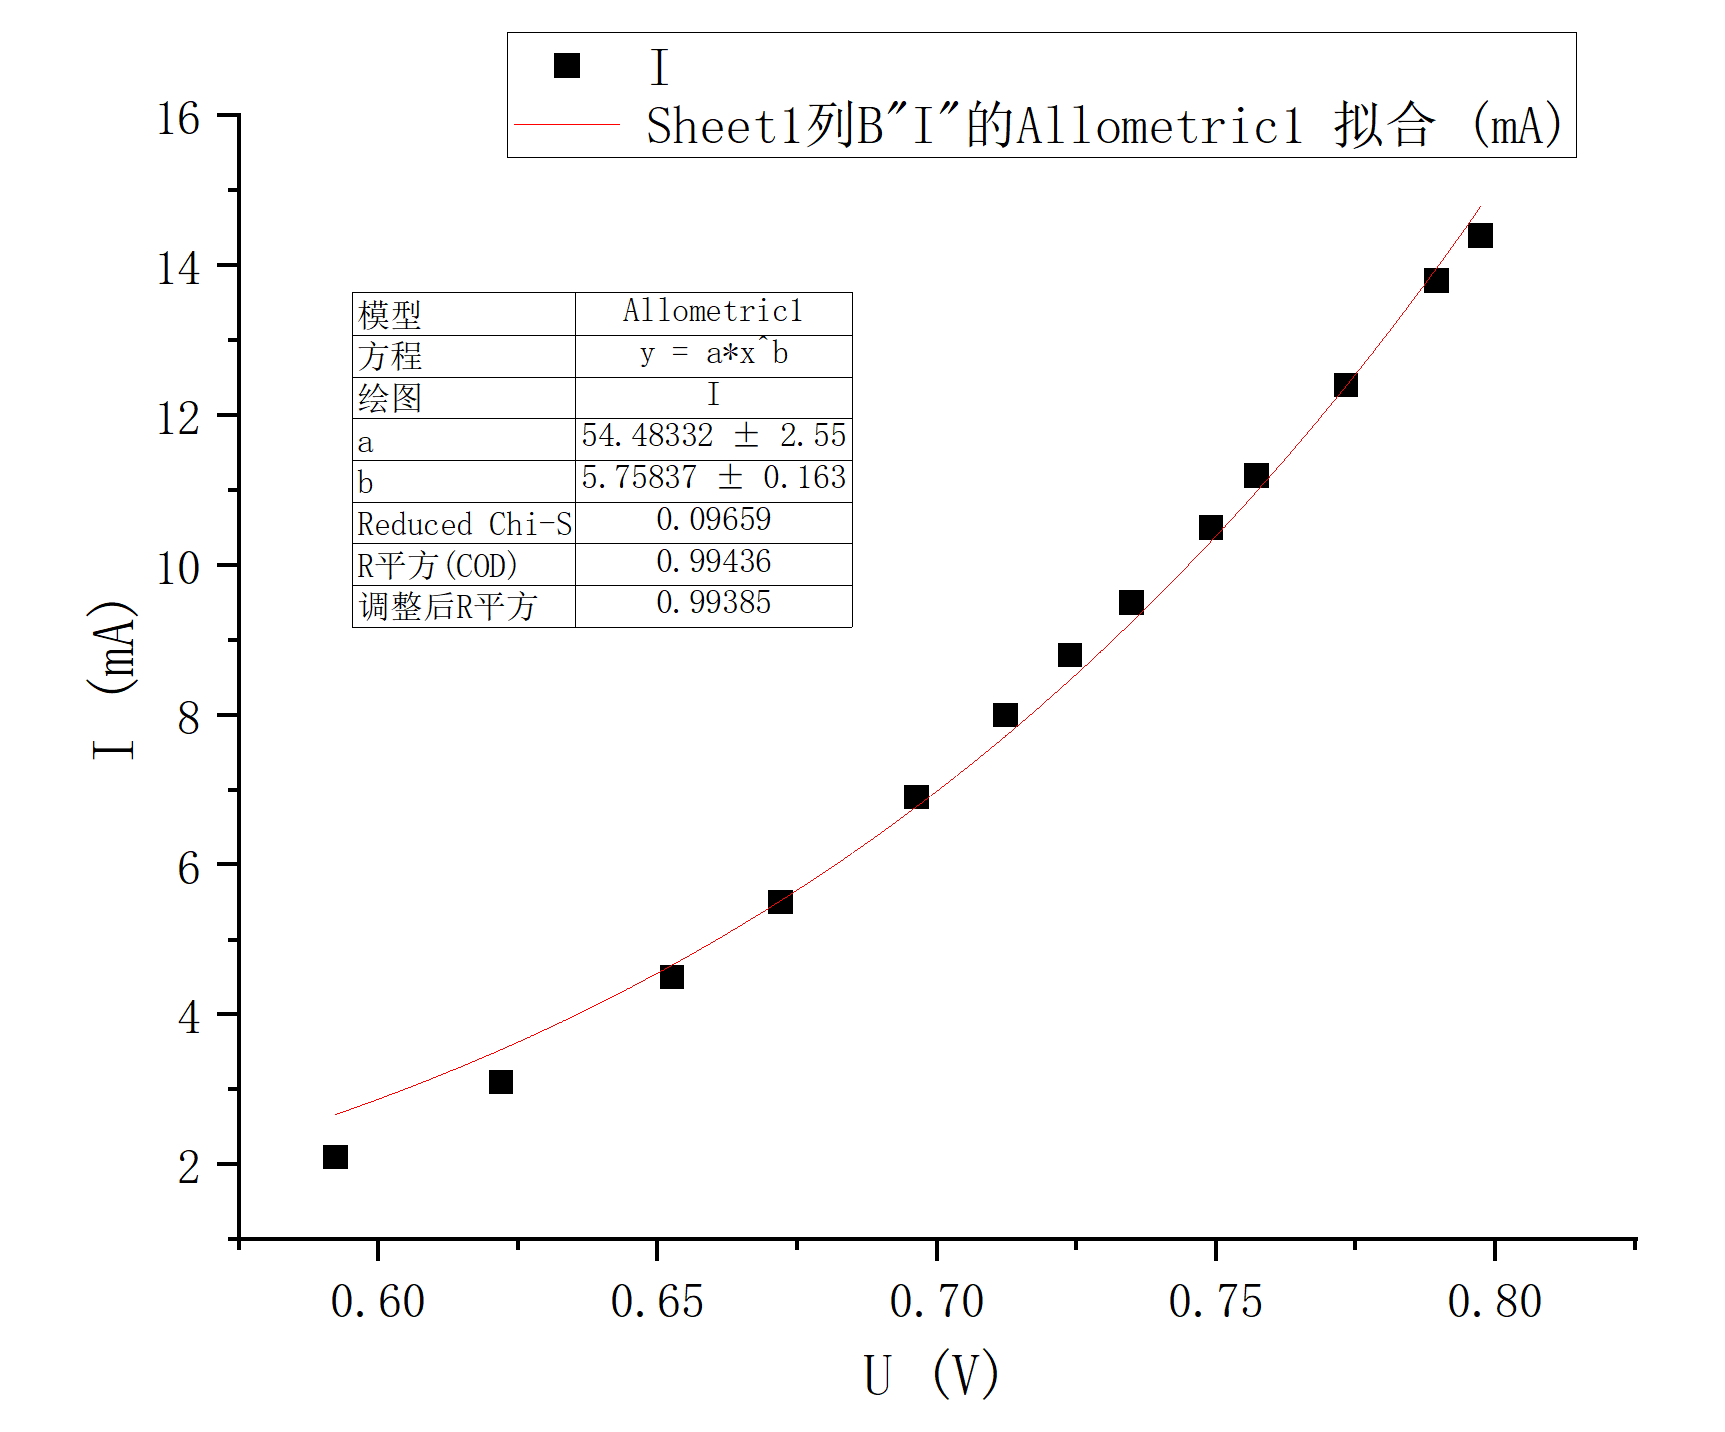 I
Sheet1列B"I"的Allometric1 拟合 (mA)
16
14
12
10
8
6
4
2
I (mA)
模型 Allometric1
方程 y = a*x^b
绘图 I
a 54.48332 ± 2.55
b 5.75837 ± 0.163
Reduced Chi-S 0.09659
R平方(COD) 0.99436
调整后R平方 0.99385
0.60 0.65 0.70 0.75 0.80
U (V)